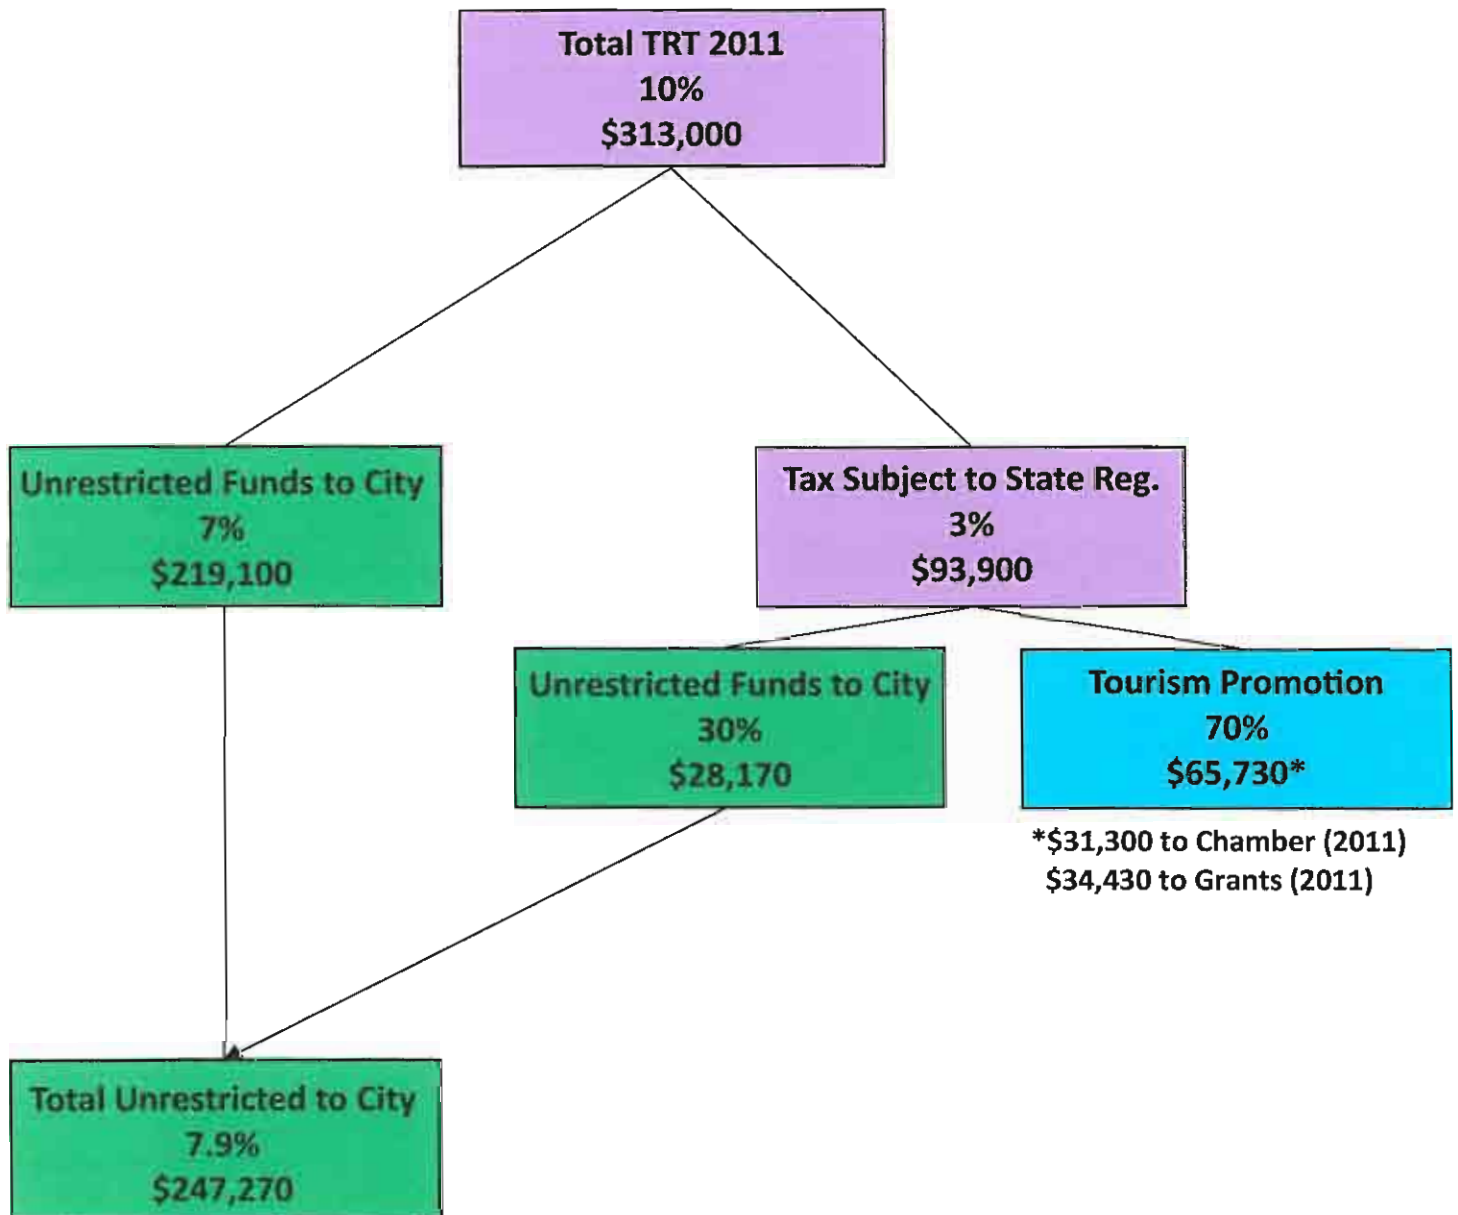 Total TRT 2011
10%
$313,000
Unrestricted Funds to City
7%
$219,100
Tax Subject to State Reg.
3%
$93,900
Unrestricted Funds to City
30%
$28,170
Tourism Promotion
70%
$65,730*
*$31,300 to Chamber (2011)
$34,430 to Grants (2011)
Total Unrestricted to City
7.9%
$247,270